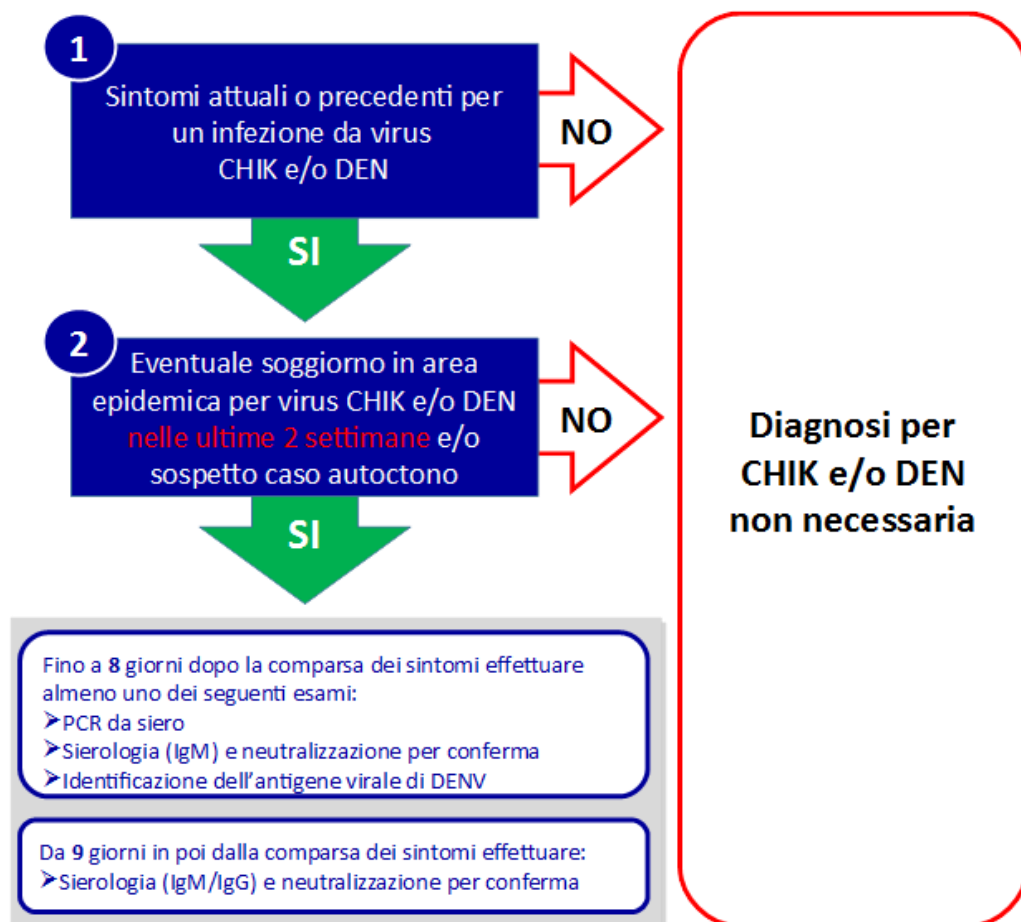 1
Sintomi attuali o precedenti per
un infezione da virus
CHIK e/o DEN
NO
SI
2
Eventuale soggiorno in area
epidemica per virus CHIK e/o DEN
nelle ultime 2 settimane e/o
sospetto caso autoctono
NO
SI
Diagnosi per
CHIK e/o DEN
non necessaria
Fino a 8 giorni dopo la comparsa dei sintomi effettuare
almeno uno dei seguenti esami:
➤PCR da siero
➤Sierologia (IgM) e neutralizzazione per conferma
➤Identificazione dell'antigene virale di DENV
Da 9 giorni in poi dalla comparsa dei sintomi effettuare:
➤Sierologia (IgM/IgG) e neutralizzazione per conferma